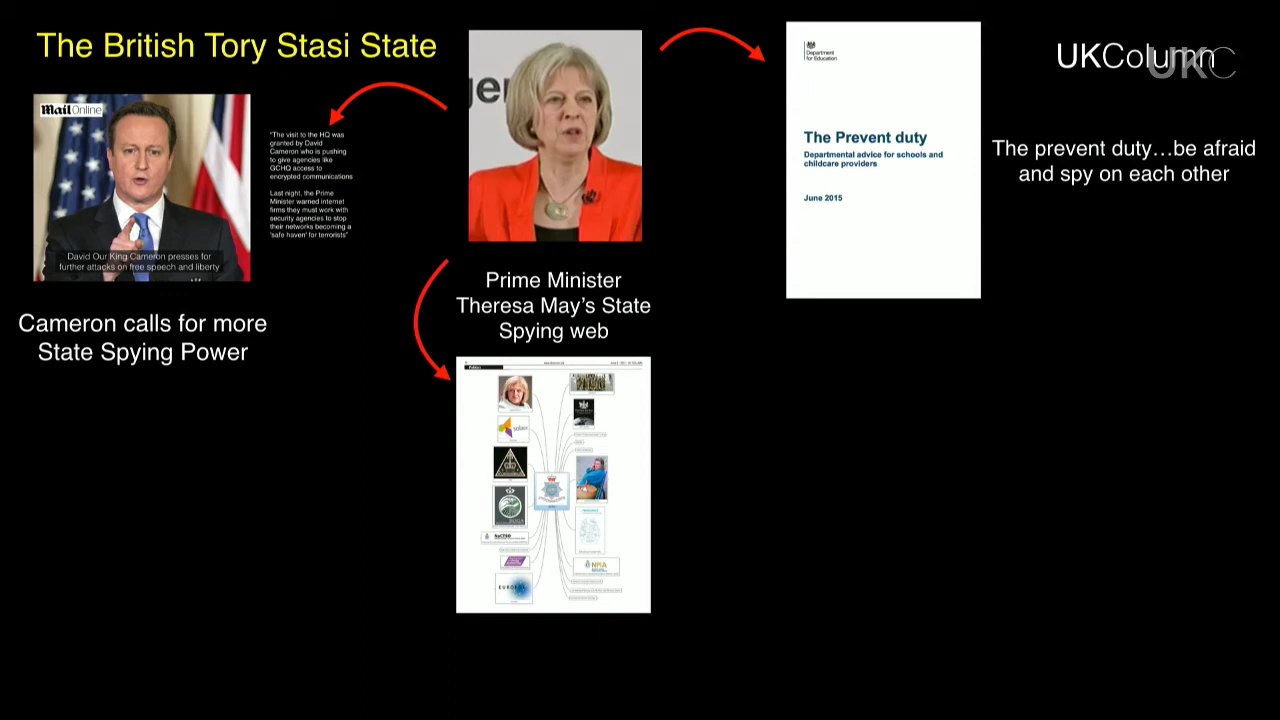 The British Tory Stasi State
UKColumn
UKC
Mail Online
"The visit to the HQ was
granted by David
Cameron who is pushing
to give agencies like
GCHQ access to
encrypted communications
Last night, the Prime
Minister warned internet
firms they must work with
security agencies to stop
their networks becoming a
'safe haven' for terrorists"
David Our King Cameron presses for
further attacks on free speech and liberty
Cameron calls for more
State Spying Power
Prime Minister
Theresa May's State
Spying web
Department
for Education
The Prevent duty
Departmental advice for schools and
childcare providers
June 2015
The prevent duty...be afraid
and spy on each other
Politics
solace
NaCTSO
NPIA